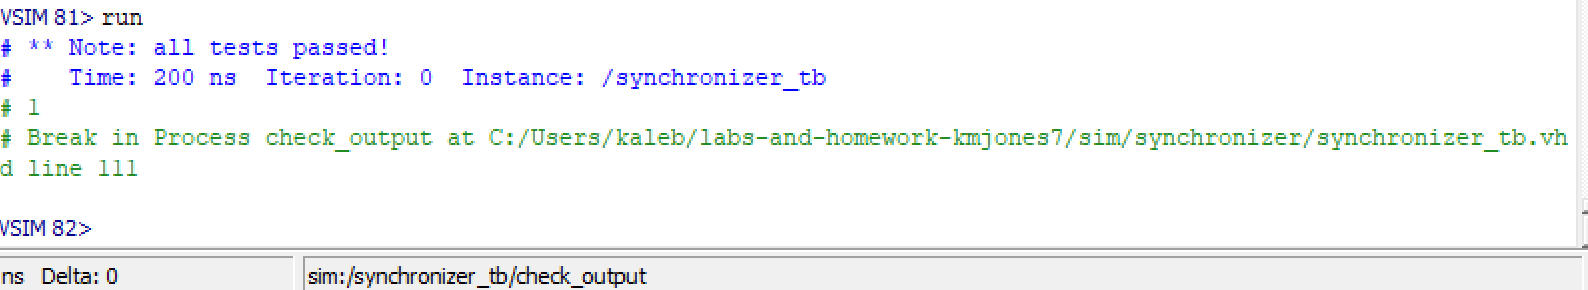 VSIM 81> run
# ** Note: all tests passed!
#    Time: 200 ns  Iteration: 0  Instance: /synchronizer_tb
# 1
# Break in Process check_output at C:/Users/kaleb/labs-and-homework-kmjones7/sim/synchronizer/synchronizer_tb.vh
d line 111
VSIM 82>
ns  Delta: 0  sim:/synchronizer_tb/check_output